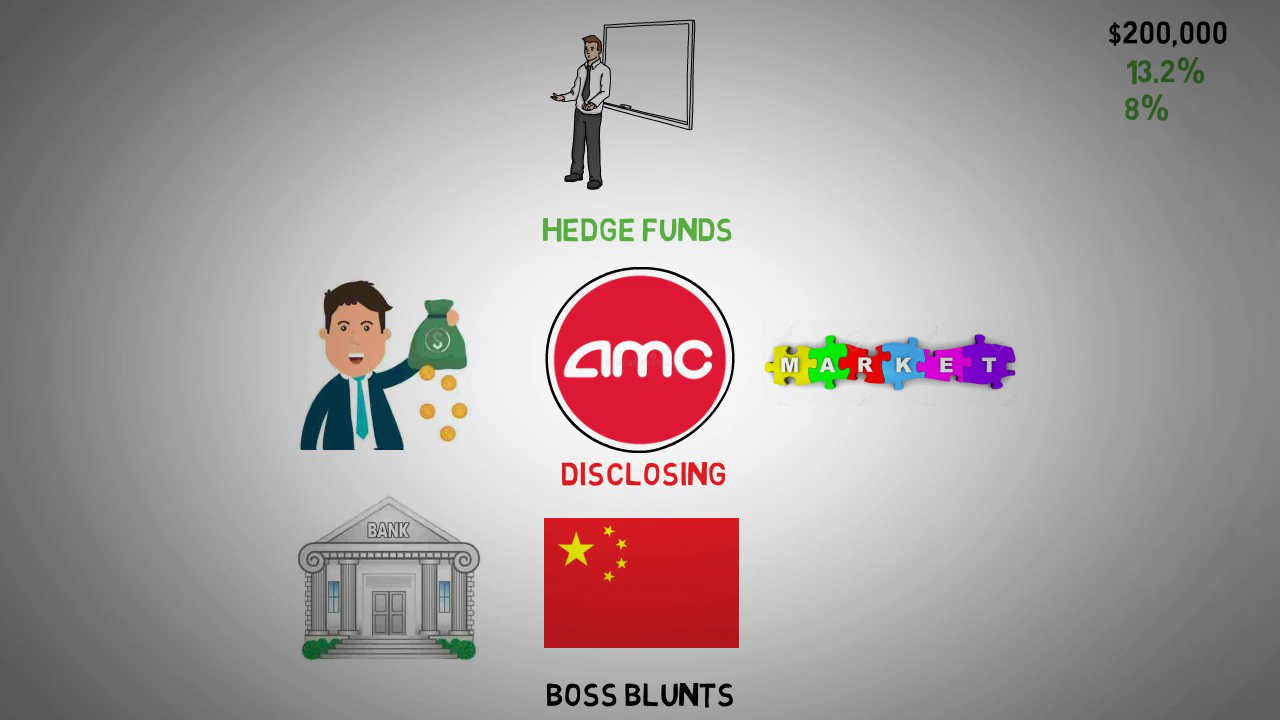 $200,000
13.2%
8%
HEDGE FUNDS
$
amc
MARKET
DISCLOSING
BANK
BOSS BLUNTS